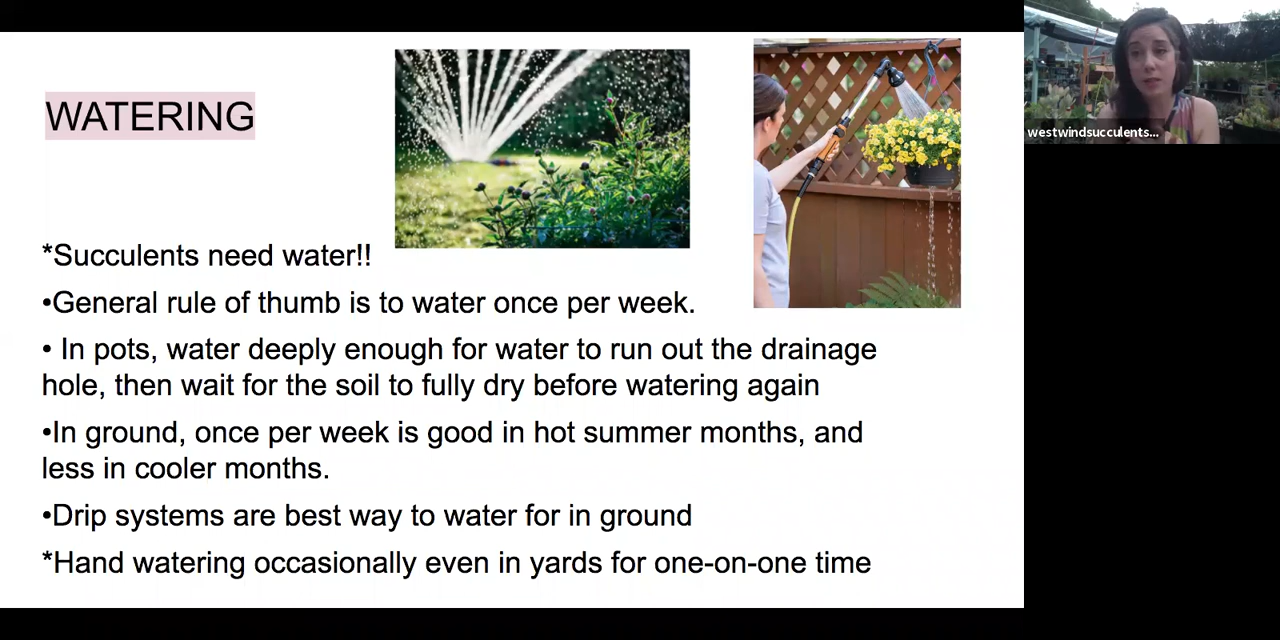 WATERING
*Succulents need water!!
•General rule of thumb is to water once per week.
• In pots, water deeply enough for water to run out the drainage
hole, then wait for the soil to fully dry before watering again
•In ground, once per week is good in hot summer months, and
less in cooler months.
•Drip systems are best way to water for in ground
*Hand watering occasionally even in yards for one-on-one time
westwindsucculents...